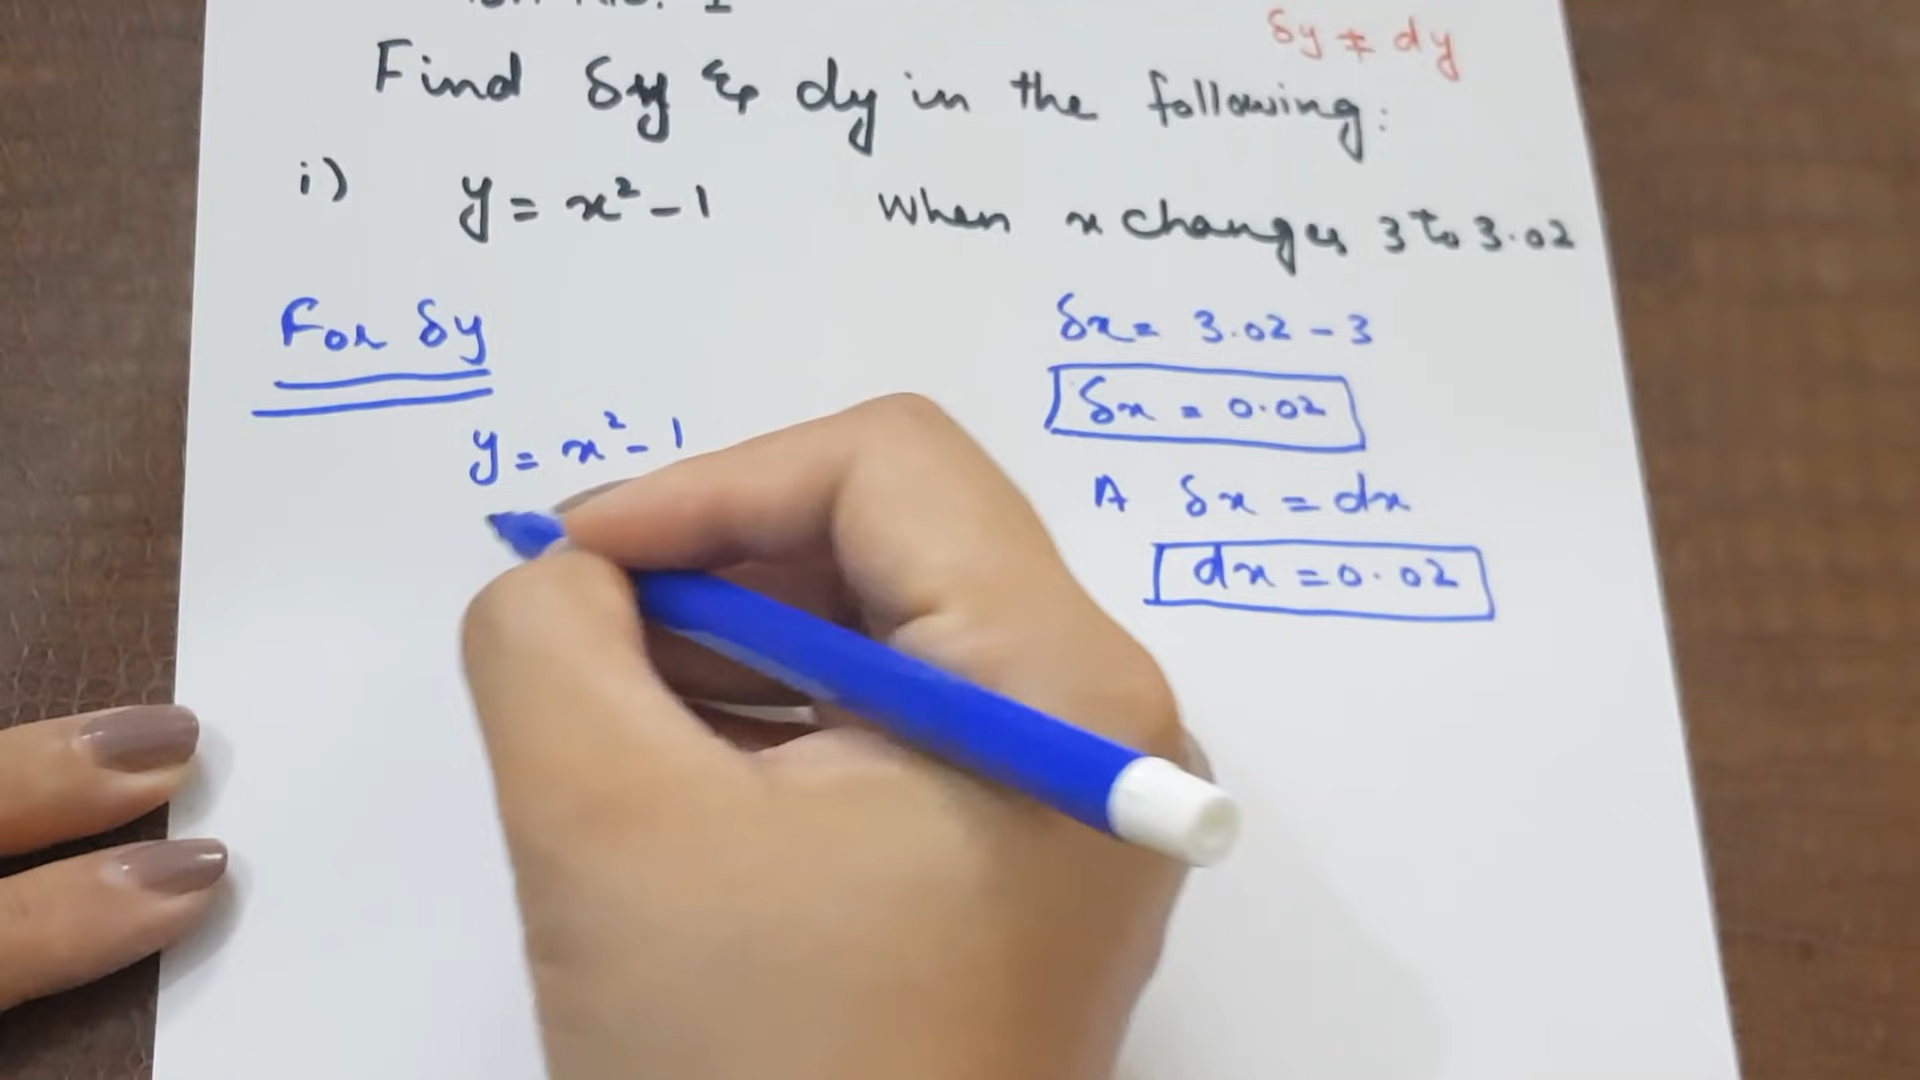 δy ≠ dy
Find δy & dy in the following:
i) y = x² - 1 when x changes 3 to 3.02
For δy
δx = 3.02 - 3
δx = 0.02
y = x² - 1
A δx = dx
dx = 0.02